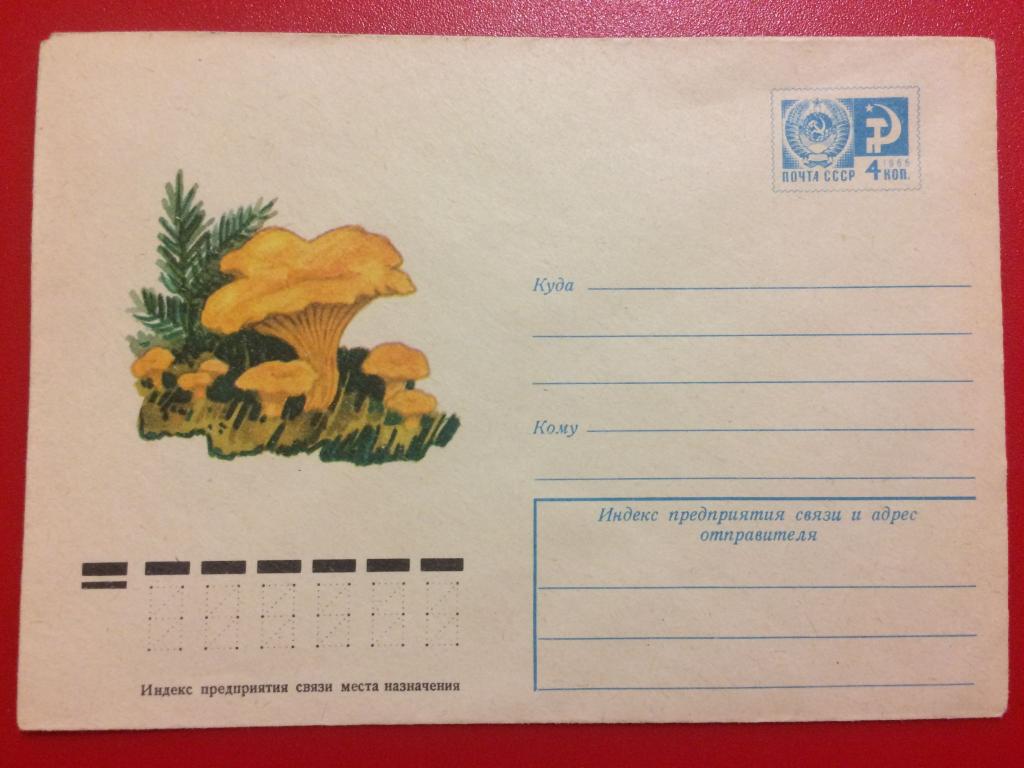 1966
ПОЧТА СССР 4 КОП.
Куда
Кому
Индекс предприятия связи и адрес
отправителя
Индекс предприятия связи места назначения